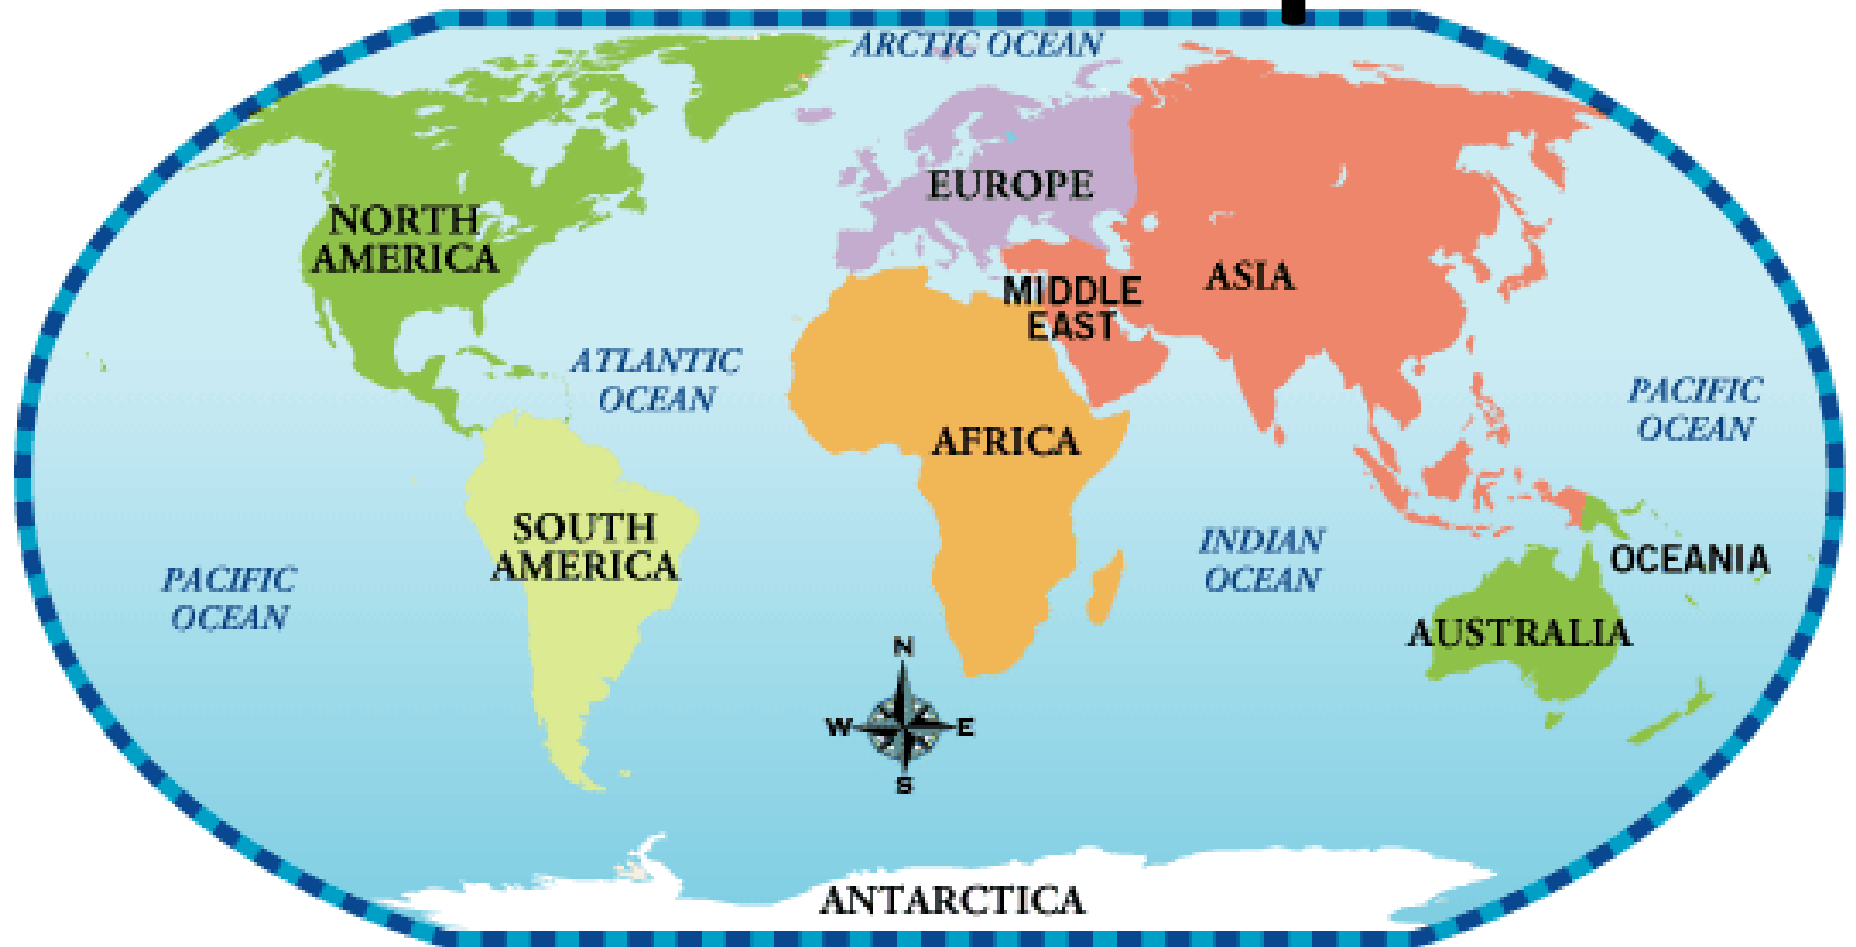 ARCTIC OCEAN
EUROPE
NORTH
AMERICA
ASIA
MIDDLE
EAST
ATLANTIC
OCEAN
PACIFIC
OCEAN
AFRICA
SOUTH
AMERICA
INDIAN
OCEAN
OCEANIA
PACIFIC
OCEAN
AUSTRALIA
N
W E
S
ANTARCTICA